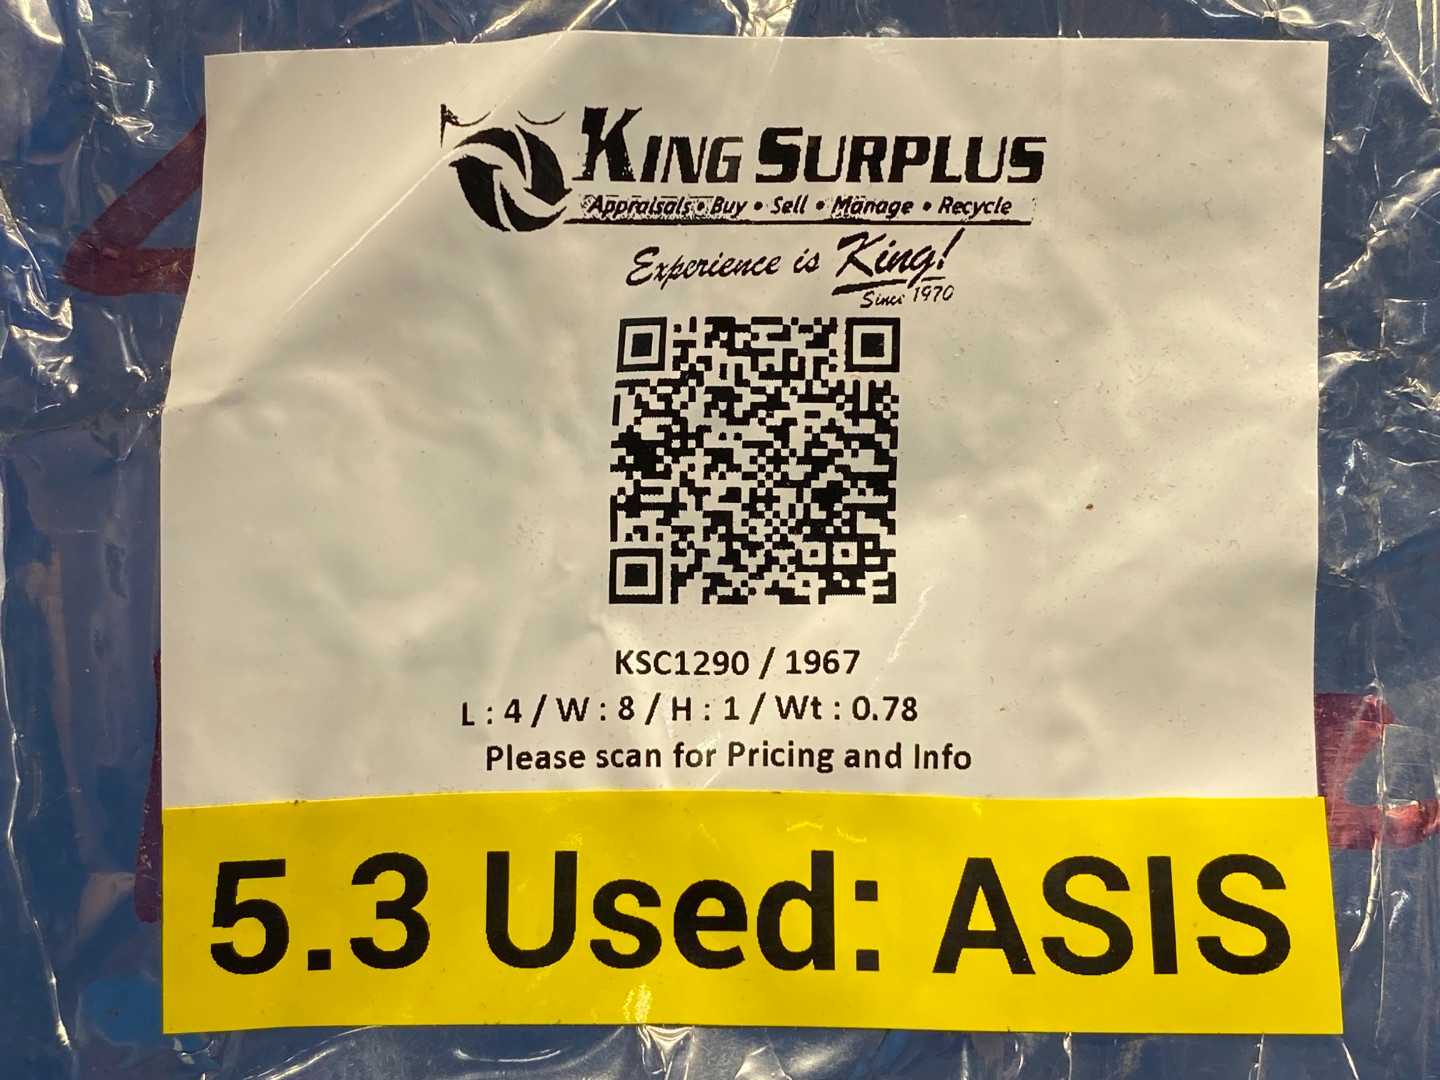 KING SURPLUS
Appraisals • Buy • Sell • Manage • Recycle
Experience is King!
Since 1970
KSC1290 / 1967
L : 4 / W : 8 / H : 1 / Wt : 0.78
Please scan for Pricing and Info
5.3 Used: ASIS